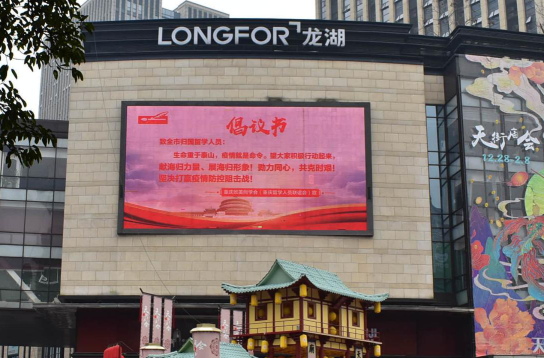 LONGFOR 龙湖
倡议书
致全市归国留学人员：
生命重于泰山，疫情就是命令，望大家积极行动起来，
献海归力量、展海归形象！勠力同心，共克时艰！
坚决打赢疫情防控阻击战！
天街庙会
12.28-2.8
天